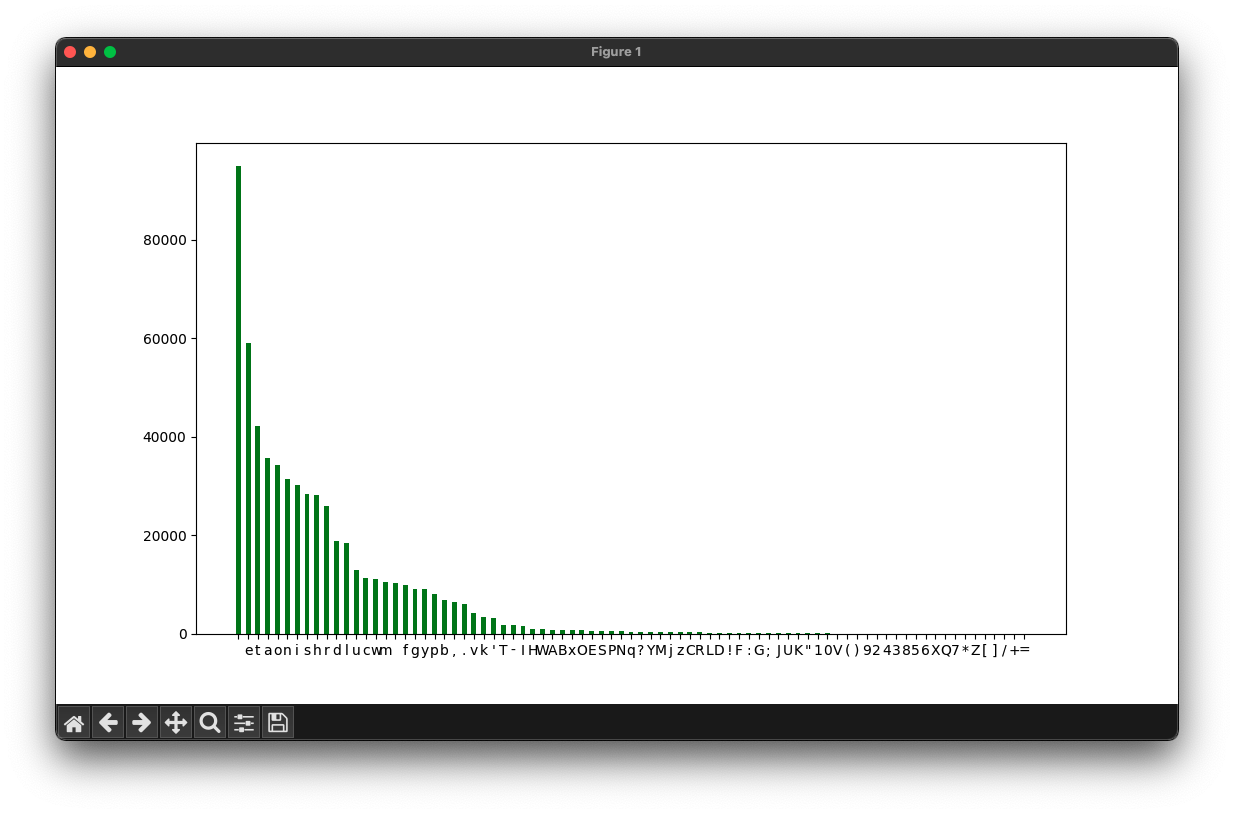 Figure 1
80000
60000
40000
20000
0
etaonishrdlucwm fgypb,.vk'T-IHWABxOESPNq?YMjzCRLD!F:G;JUK"10V()9243856XQ7*Z[]/+=